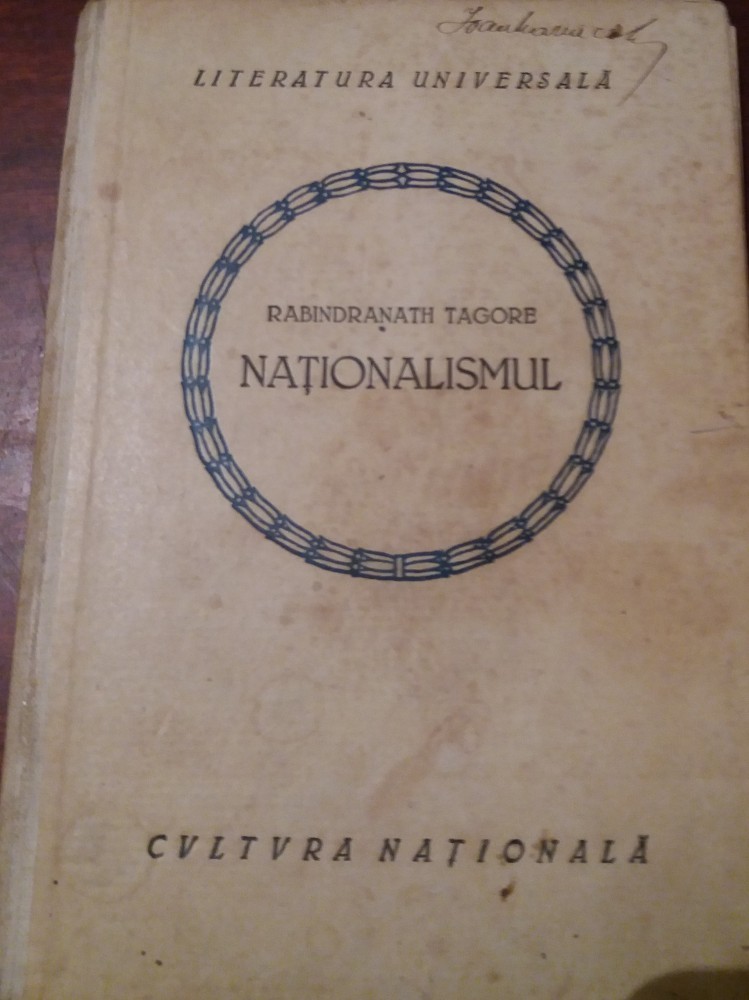 LITERATURA UNIVERSALĂ
RABINDRANATH TAGORE
NAȚIONALISMUL
CVLTVRA NAȚIONALĂ